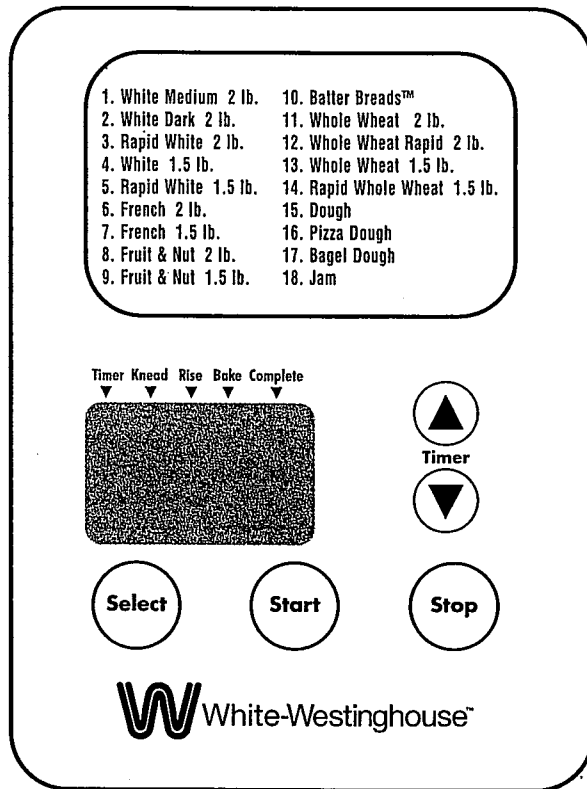 1. White Medium 2 lb.
2. White Dark 2 lb.
3. Rapid White 2 lb.
4. White 1.5 lb.
5. Rapid White 1.5 lb.
6. French 2 lb.
7. French 1.5 lb.
8. Fruit & Nut 2 lb.
9. Fruit & Nut 1.5 lb.
10. Batter Breads™
11. Whole Wheat 2 lb.
12. Whole Wheat Rapid 2 lb.
13. Whole Wheat 1.5 lb.
14. Rapid Whole Wheat 1.5 lb.
15. Dough
16. Pizza Dough
17. Bagel Dough
18. Jam
Timer Knead Rise Bake Complete
Timer
Select Start Stop
White-Westinghouse™